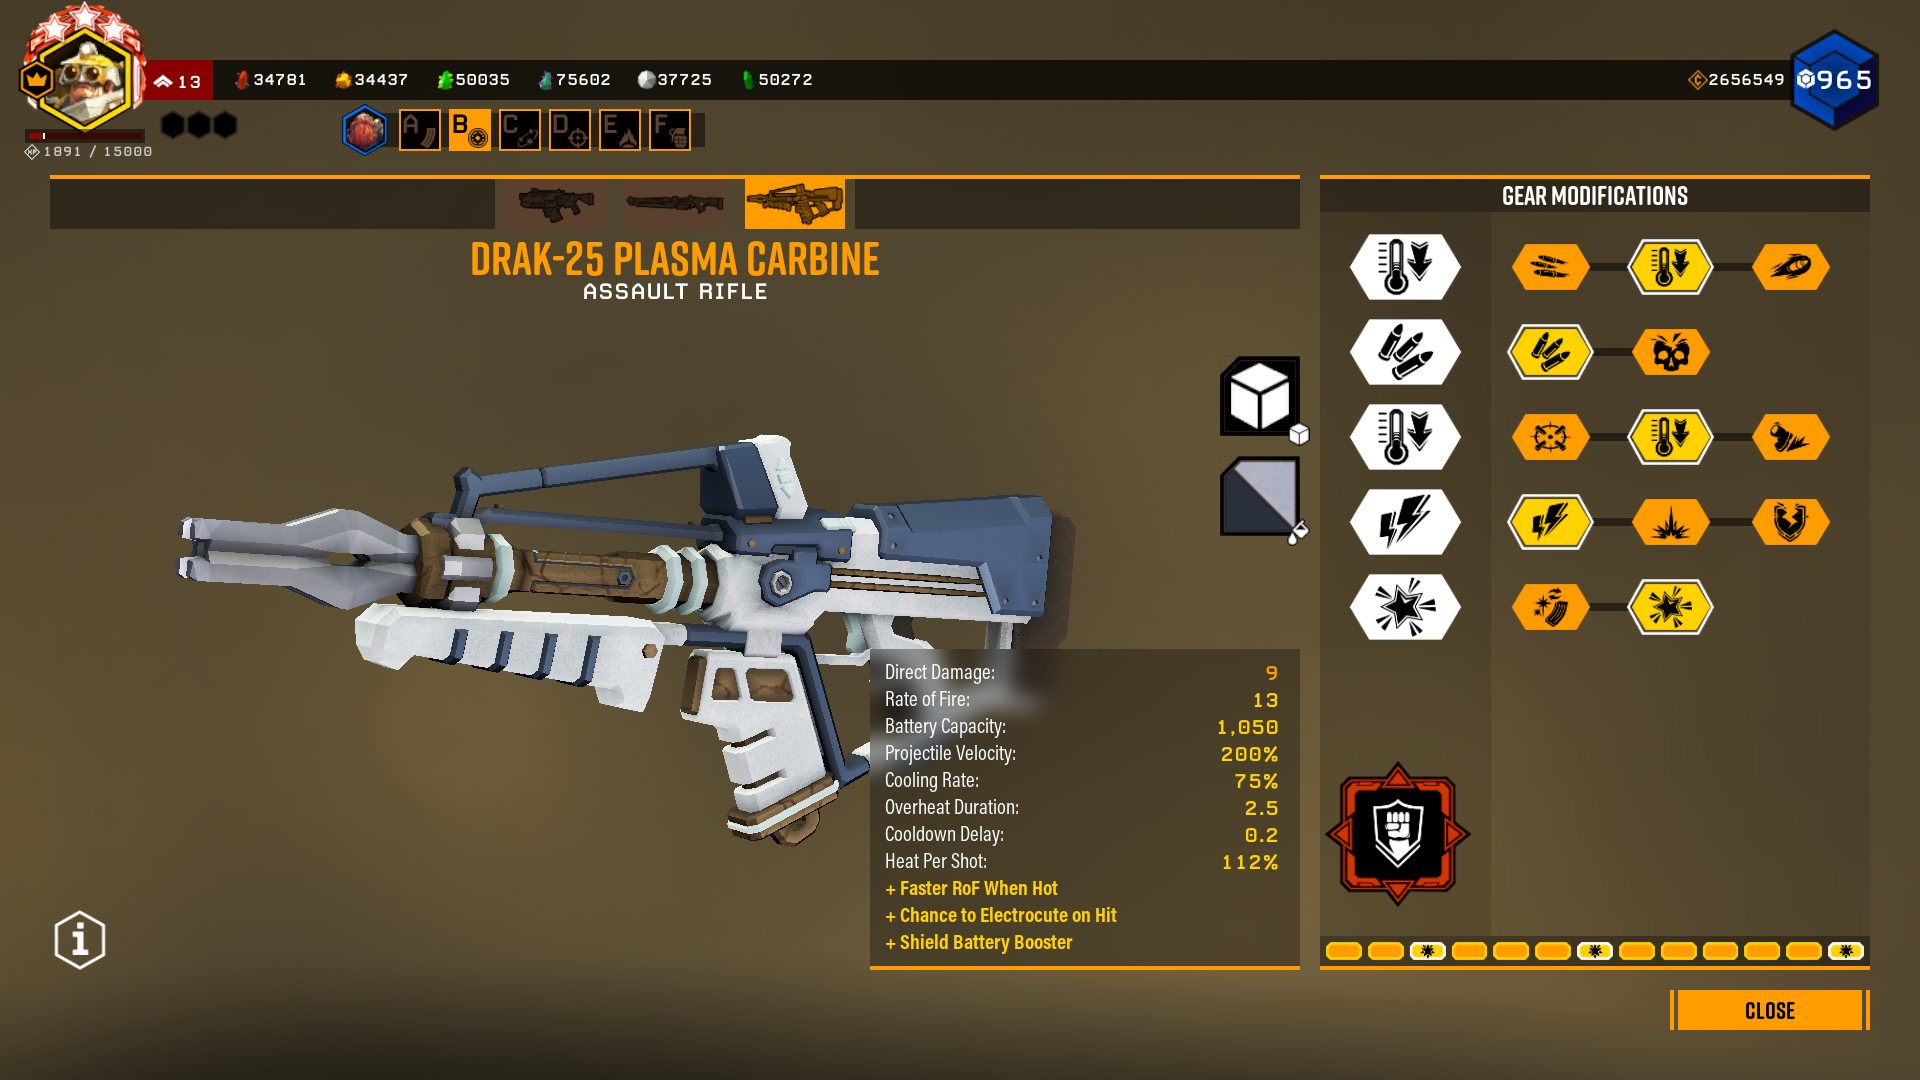 13
34781
34437
50035
75602
37725
50272
2656549
965
1891 / 15000
A
B
C
D
E
F
DRAK-25 PLASMA CARBINE
ASSAULT RIFLE
GEAR MODIFICATIONS
Direct Damage: 9
Rate of Fire: 13
Battery Capacity: 1,050
Projectile Velocity: 200%
Cooling Rate: 75%
Overheat Duration: 2.5
Cooldown Delay: 0.2
Heat Per Shot: 112%
+ Faster RoF When Hot
+ Chance to Electrocute on Hit
+ Shield Battery Booster
CLOSE